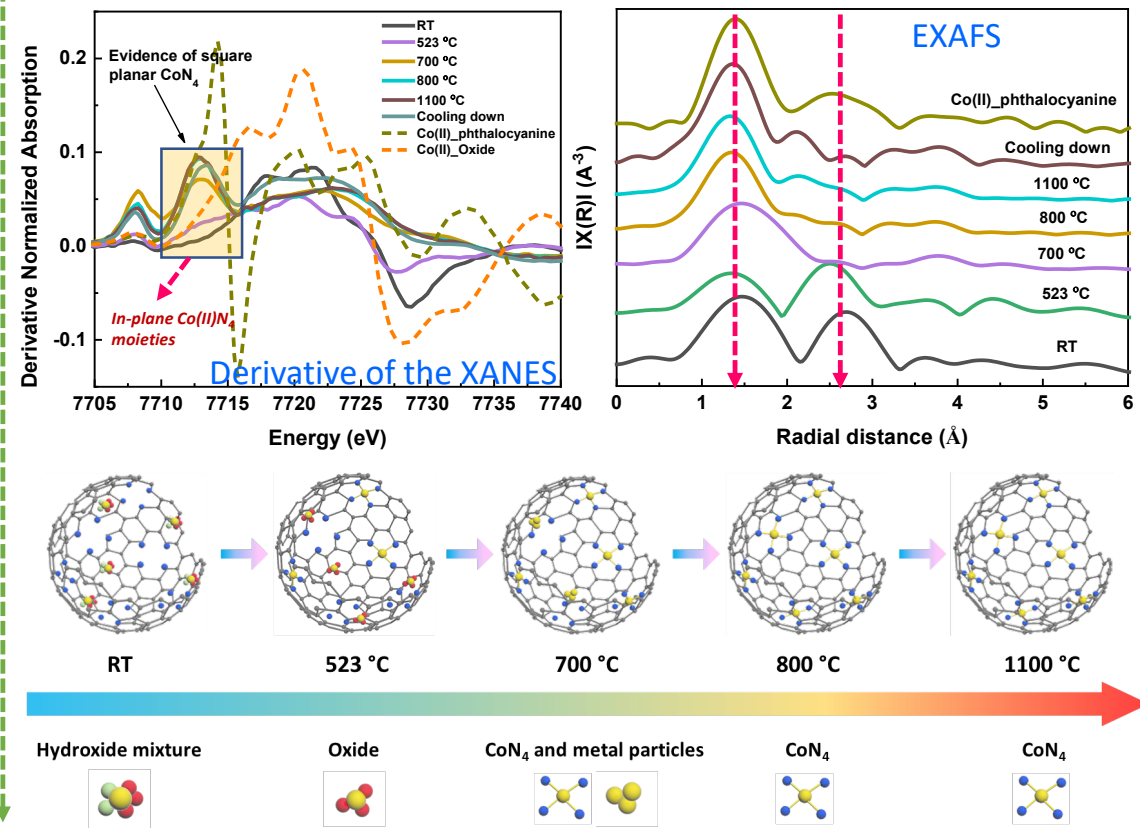 Derivative Normalized Absorption
0.2
0.1
0.0
-0.1
Evidence of square
planar CoN₄
RT
523 ºC
700 ºC
800 ºC
1100 ºC
Cooling down
Co(II)_phthalocyanine
Co(II)_Oxide
In-plane Co(II)N₄
moieties
Derivative of the XANES
7705 7710 7715 7720 7725 7730 7735 7740
Energy (eV)
EXAFS
IX(R)I (A⁻³)
Co(II)_phthalocyanine
Cooling down
1100 ºC
800 ºC
700 ºC
523 ºC
RT
0 1 2 3 4 5 6
Radial distance (Å)
RT 523 °C 700 °C 800 °C 1100 °C
Hydroxide mixture Oxide CoN₄ and metal particles CoN₄ CoN₄